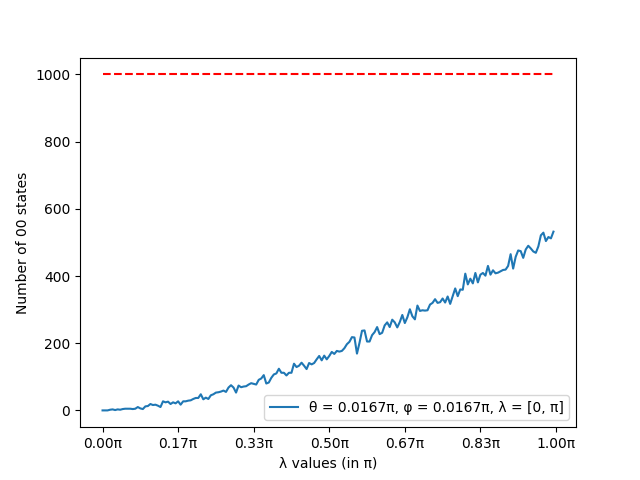 1000
800
600
400
200
0
Number of 00 states
θ = 0.0167π, φ = 0.0167π, λ = [0, π]
0.00π 0.17π 0.33π 0.50π 0.67π 0.83π 1.00π
λ values (in π)